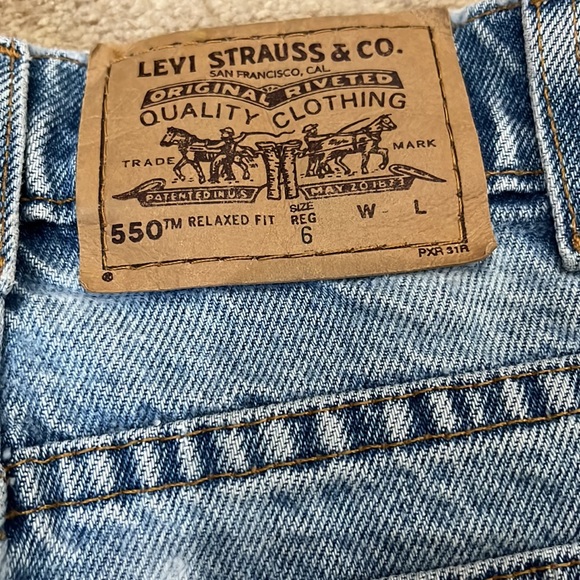 LEVI STRAUSS & CO.
SAN FRANCISCO, CAL.
ORIGINAL RIVETED
QUALITY CLOTHING
TRADE MARK
PATENTED IN U.S. MAY 20 1873
550™ RELAXED FIT SIZE REG 6 W L
® PXR 31R